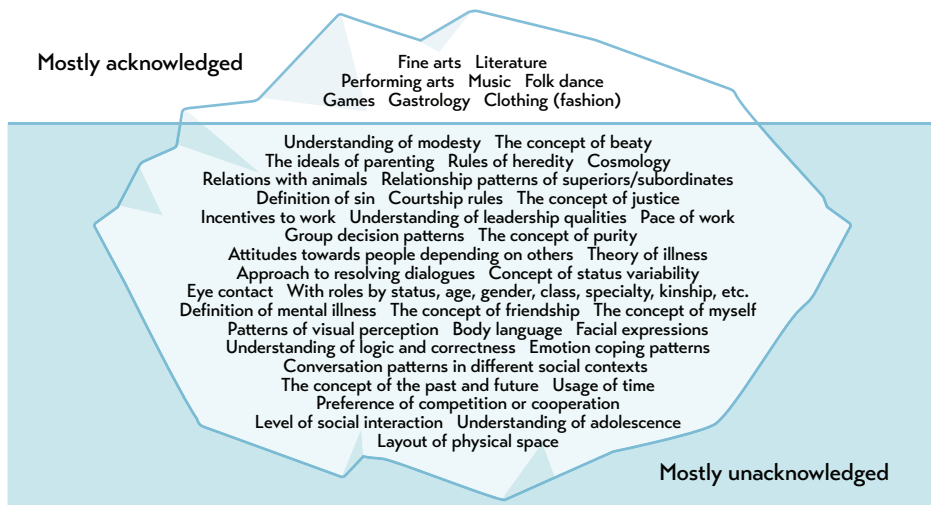 Mostly acknowledged
Fine arts Literature
Performing arts Music Folk dance
Games Gastrology Clothing (fashion)
Understanding of modesty The concept of beaty
The ideals of parenting Rules of heredity Cosmology
Relations with animals Relationship patterns of superiors/subordinates
Definition of sin Courtship rules The concept of justice
Incentives to work Understanding of leadership qualities Pace of work
Group decision patterns The concept of purity
Attitudes towards people depending on others Theory of illness
Approach to resolving dialogues Concept of status variability
Eye contact With roles by status, age, gender, class, specialty, kinship, etc.
Definition of mental illness The concept of friendship The concept of myself
Patterns of visual perception Body language Facial expressions
Understanding of logic and correctness Emotion coping patterns
Conversation patterns in different social contexts
The concept of the past and future Usage of time
Preference of competition or cooperation
Level of social interaction Understanding of adolescence
Layout of physical space
Mostly unacknowledged